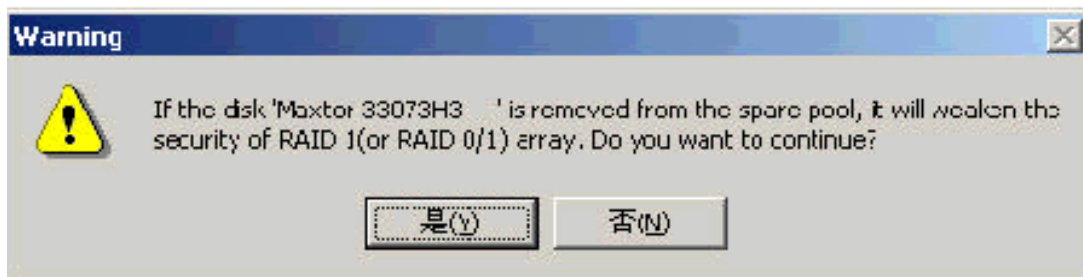 Warning
If the disk 'Maxtor 33073H3 ' is removed from the spare pool, it will weaken the
security of RAID 1(or RAID 0/1) array. Do you want to continue?
是(Y) 否(N)